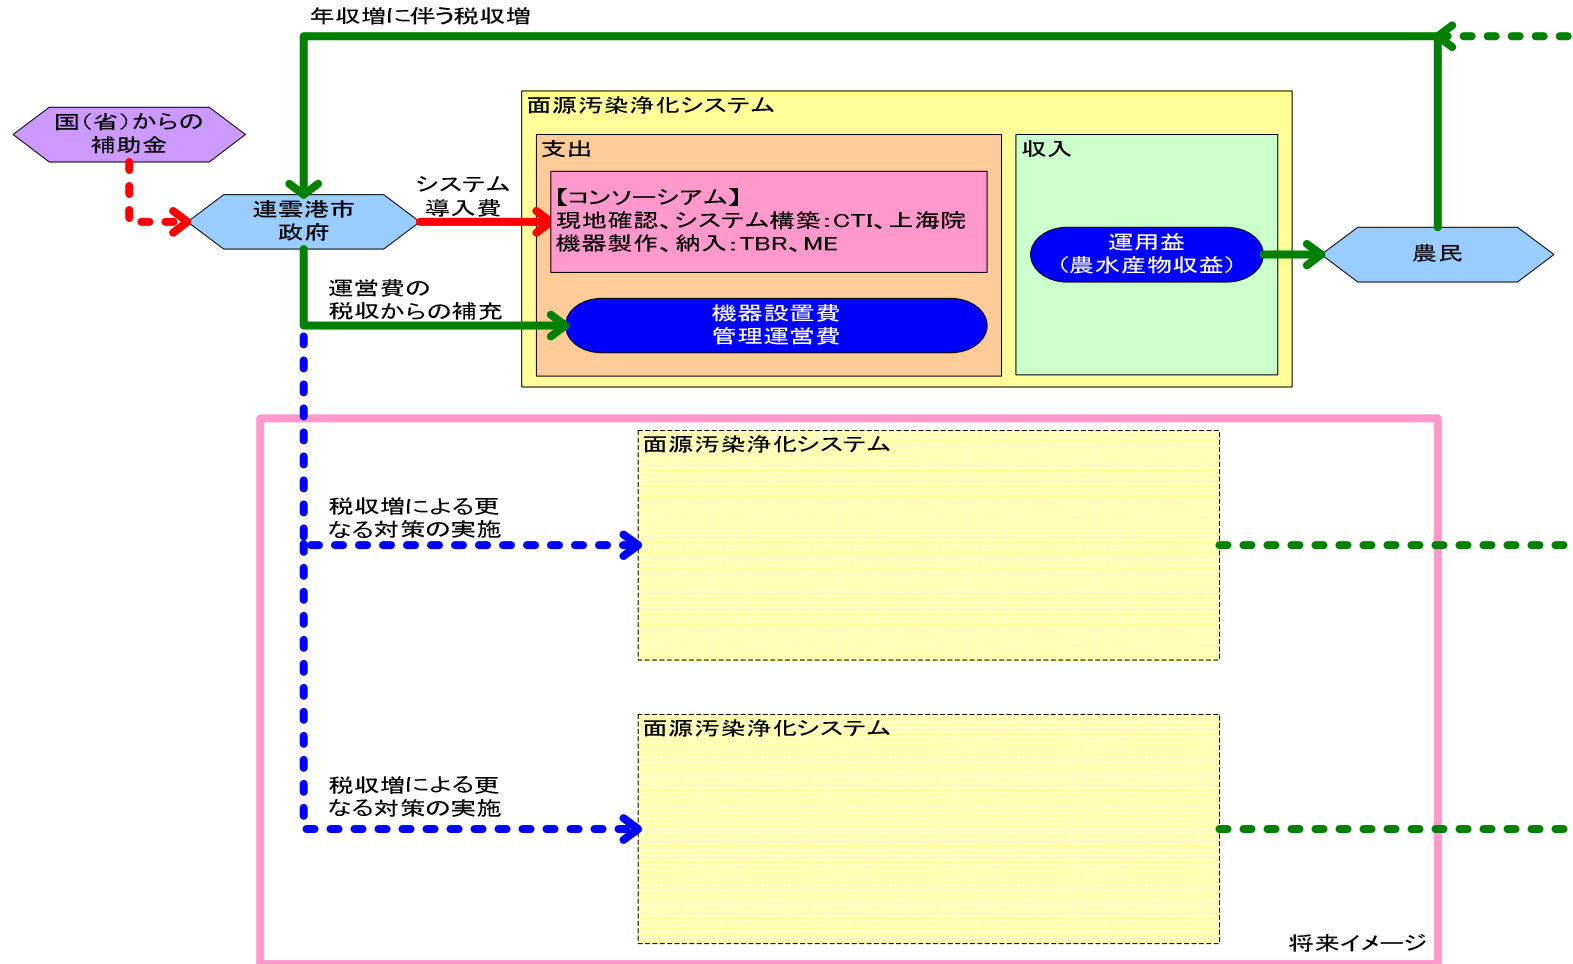 年収増に伴う税収増
国(省)からの
補助金
連雲港市
政府
システム
導入費
運営費の
税収からの補充
面源汚染浄化システム
支出
【コンソーシアム】
現地確認、システム構築:CTI、上海院
機器製作、納入:TBR、ME
機器設置費
管理運営費
収入
運用益
(農水産物収益)
農民
面源汚染浄化システム
税収増による更
なる対策の実施
面源汚染浄化システム
税収増による更
なる対策の実施
将来イメージ